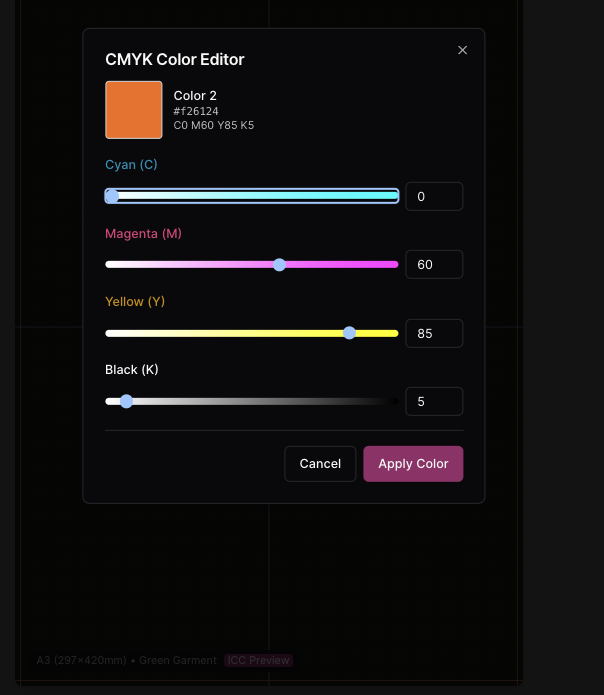 CMYK Color Editor
Color 2
#f26124
C0 M60 Y85 K5
Cyan (C)
0
Magenta (M)
60
Yellow (Y)
85
Black (K)
5
Cancel
Apply Color
A3 (297×420mm) • Green Garment ICC Preview